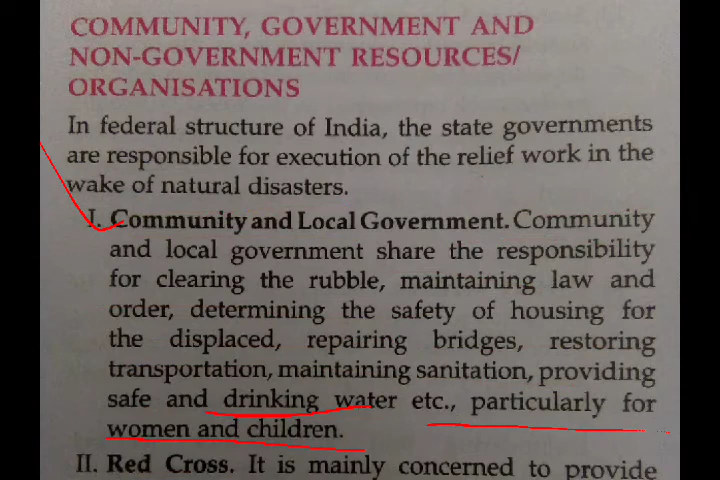 COMMUNITY, GOVERNMENT AND
NON-GOVERNMENT RESOURCES/
ORGANISATIONS
In federal structure of India, the state governments
are responsible for execution of the relief work in the
wake of natural disasters.
I. Community and Local Government. Community
and local government share the responsibility
for clearing the rubble, maintaining law and
order, determining the safety of housing for
the displaced, repairing bridges, restoring
transportation, maintaining sanitation, providing
safe and drinking water etc., particularly for
women and children.
II. Red Cross. It is mainly concerned to provide